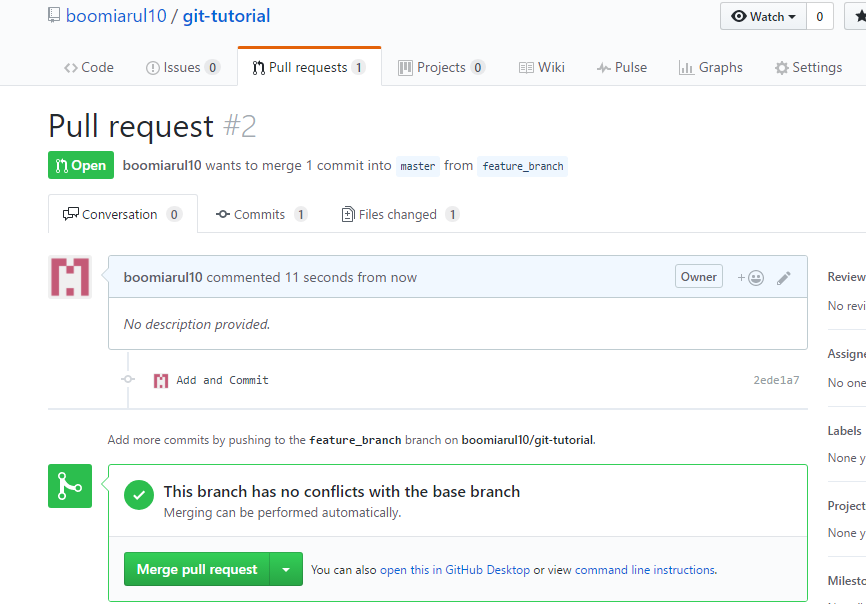 boomiarul10 / git-tutorial
Watch 0
Code Issues 0 Pull requests 1 Projects 0 Wiki Pulse Graphs Settings
Pull request #2
Open boomiarul10 wants to merge 1 commit into master from feature_branch
Conversation 0 Commits 1 Files changed 1
boomiarul10 commented 11 seconds from now Owner
Review
No description provided.
No revi
Assigne
Add and Commit 2ede1a7
No one
Labels
Add more commits by pushing to the feature_branch branch on boomiarul10/git-tutorial.
None y
This branch has no conflicts with the base branch
Project
Merging can be performed automatically.
None y
Merge pull request You can also open this in GitHub Desktop or view command line instructions.
Milesto